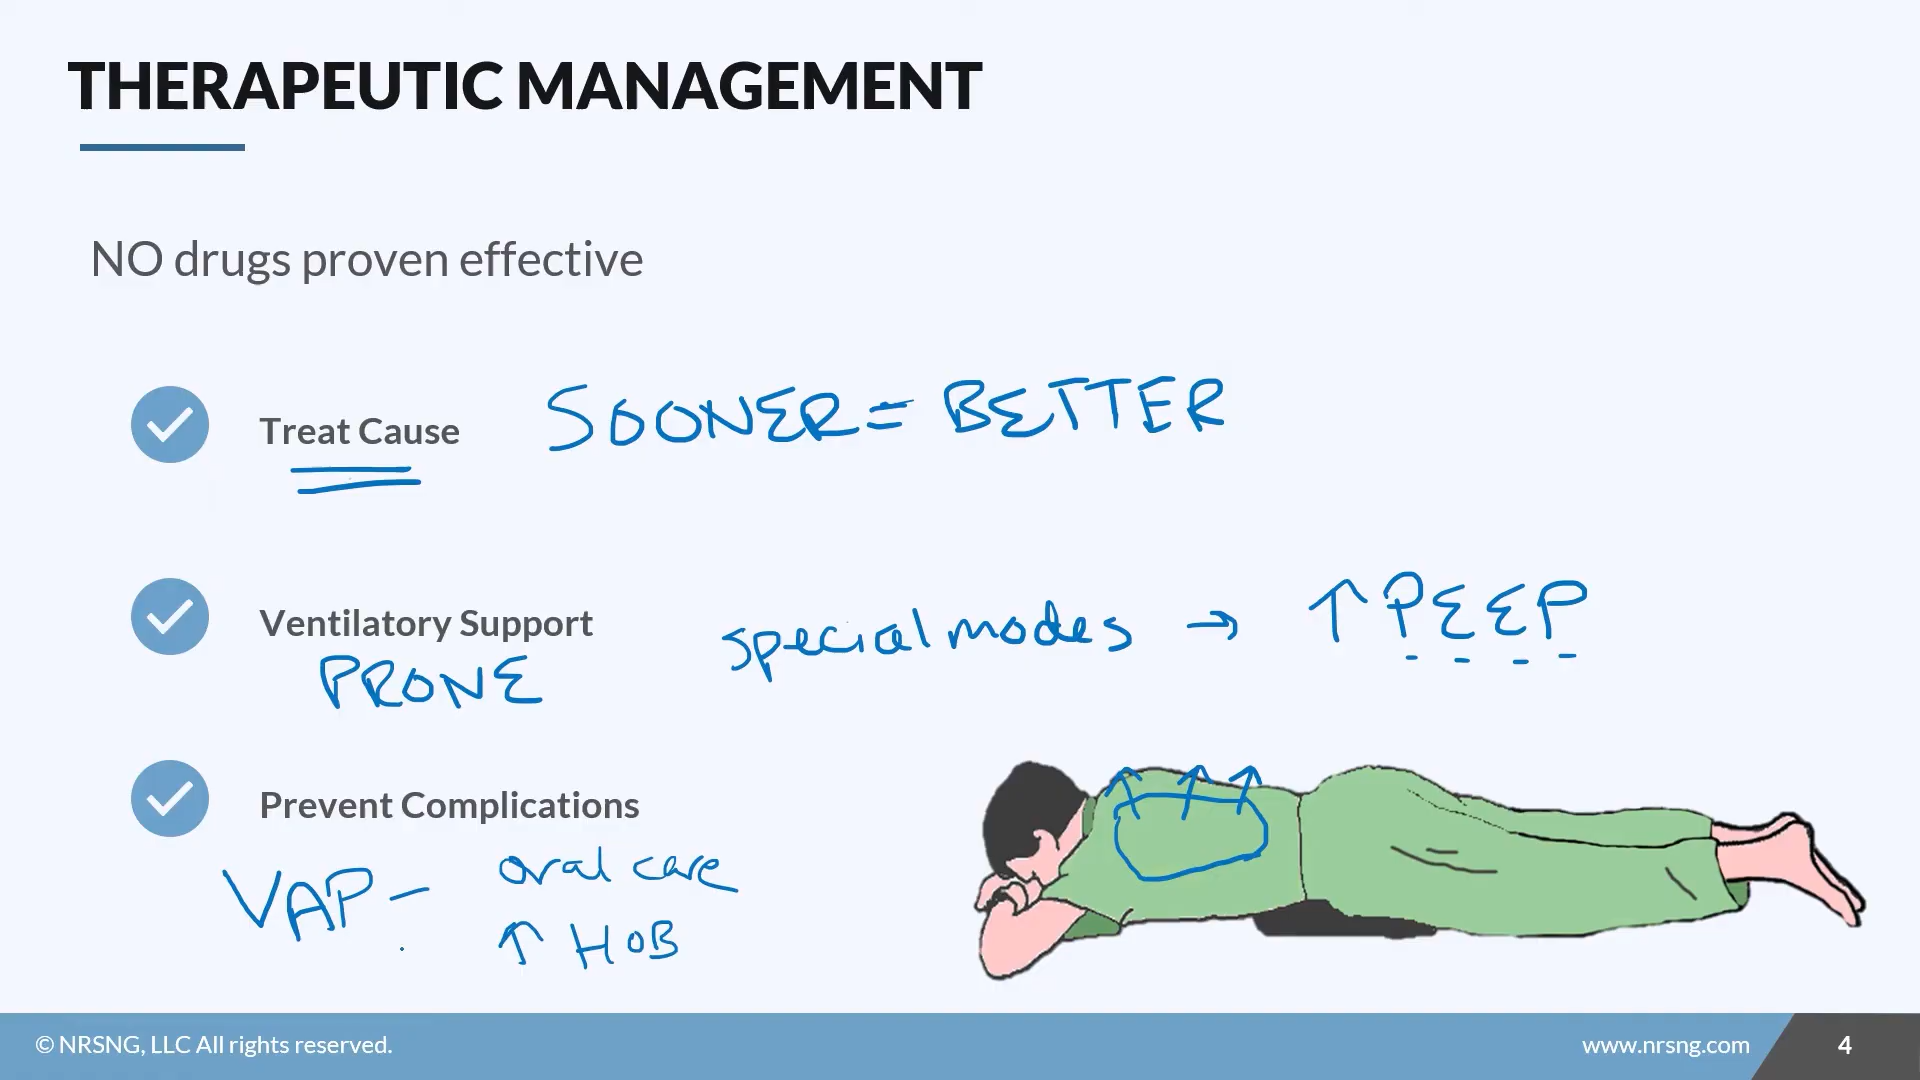 THERAPEUTIC MANAGEMENT
NO drugs proven effective
Treat Cause SOONER = BETTER
Ventilatory Support special modes → ↑ PEEP
PRONE
Prevent Complications
VAP - oral care
↑ HOB
© NRSNG, LLC All rights reserved. www.nrsng.com 4